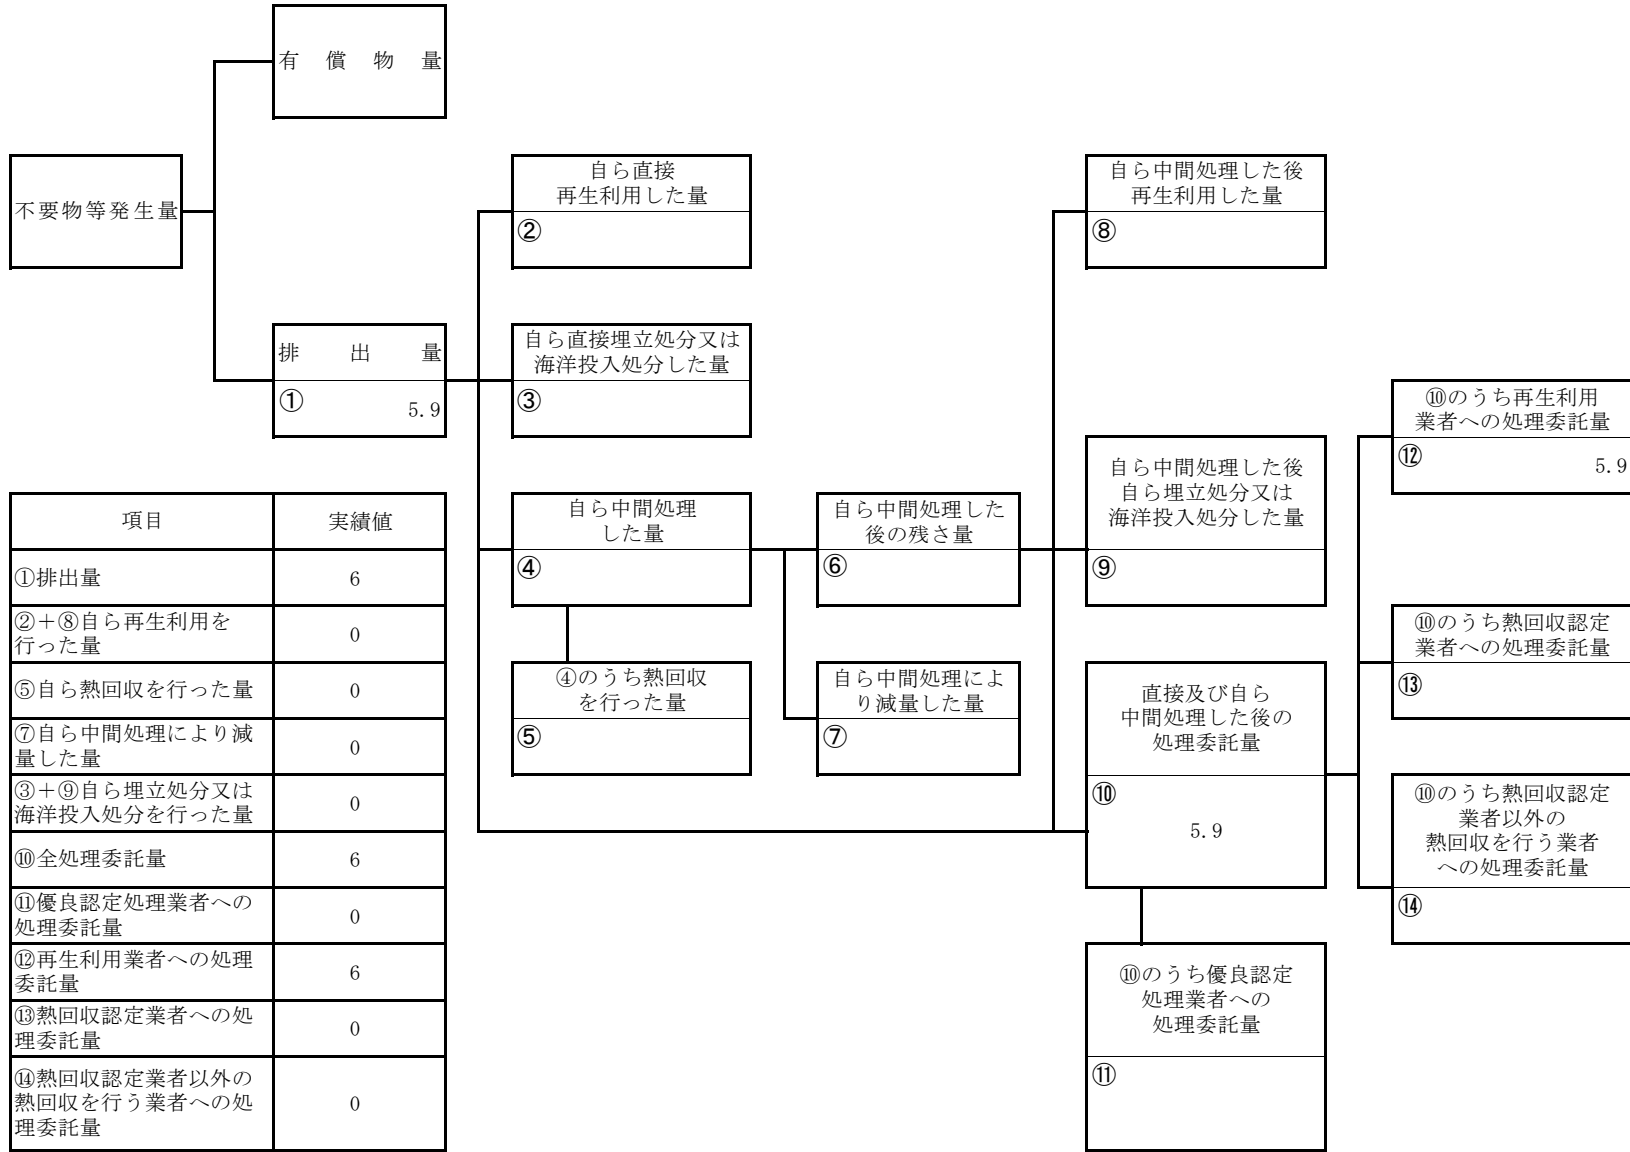 有償物量
不要物等発生量
排出量
①
5.9
自ら直接
再生利用した量
②
自ら直接埋立処分又は
海洋投入処分した量
③
自ら中間処理
した量
④
④のうち熱回収
を行った量
⑤
自ら中間処理した
後の残さ量
⑥
自ら中間処理によ
り減量した量
⑦
自ら中間処理した後
再生利用した量
⑧
自ら中間処理した後
自ら埋立処分又は
海洋投入処分した量
⑨
直接及び自ら
中間処理した後の
処理委託量
⑩
5.9
⑩のうち優良認定
処理業者への
処理委託量
⑪
⑩のうち再生利用
業者への処理委託量
⑫
5.9
⑩のうち熱回収認定
業者への処理委託量
⑬
⑩のうち熱回収認定
業者以外の
熱回収を行う業者
への処理委託量
⑭
項目 実績値
①排出量 6
②+⑧自ら再生利用を
行った量 0
⑤自ら熱回収を行った量 0
⑦自ら中間処理により減
量した量 0
③+⑨自ら埋立処分又は
海洋投入処分を行った量 0
⑩全処理委託量 6
⑪優良認定処理業者への
処理委託量 0
⑫再生利用業者への処理
委託量 6
⑬熱回収認定業者への処
理委託量 0
⑭熱回収認定業者以外の
熱回収を行う業者への処
理委託量 0